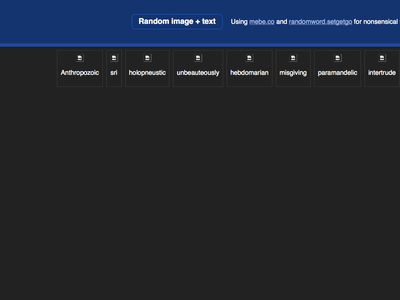 Random image + text
Using mebe.co and randomword.setgetgo for nonsensical
Anthropozoic sri holopneustic unbeauteously hebdomarian misgiving paramandelic intertrude